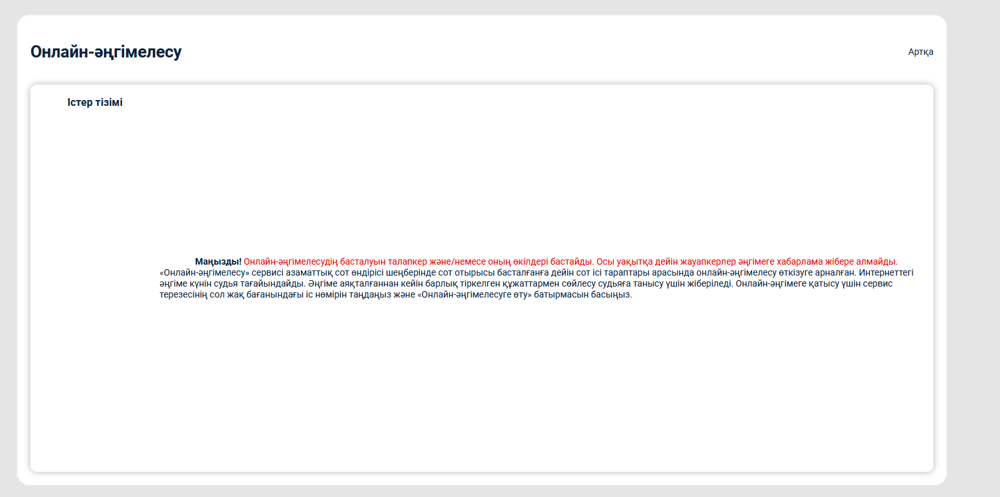 Онлайн-әңгімелесу
Артқа
Істер тізімі
Маңызды! Онлайн-әңгімелесудің басталуын талапкер және/немесе оның өкілдері бастайды. Осы уақытқа дейін жауапкерлер әңгімеге хабарлама жібере алмайды.
«Онлайн-әңгімелесу» сервисі азаматтық сот өндірісі шеңберінде сот отырысы басталғанға дейін сот ісі тараптары арасында онлайн-әңгімелесу өткізуге арналған. Интернеттегі
әңгіме күнін судья тағайындайды. Әңгіме аяқталғаннан кейін барлық тіркелген құжаттармен сөйлесу судьяға танысу үшін жіберіледі. Онлайн-әңгімеге қатысу үшін сервис
терезесінің сол жақ бағанындағы іс нөмірін таңдаңыз және «Онлайн-әңгімелесуге өту» батырмасын басыңыз.